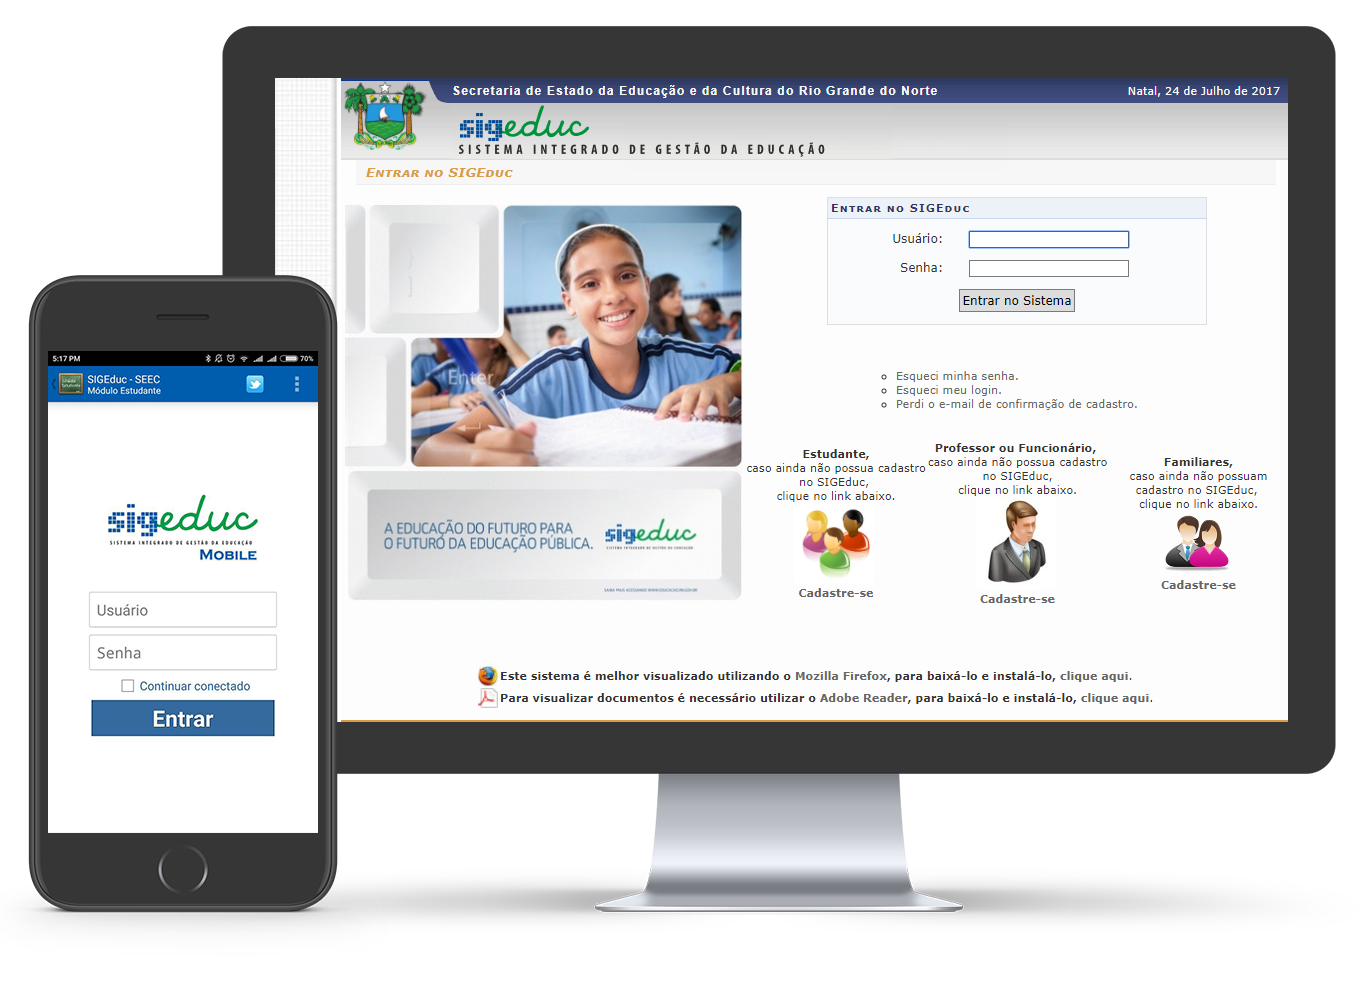 Secretaria de Estado da Educação e da Cultura do Rio Grande do Norte
Natal, 24 de Julho de 2017
sigeduc
SISTEMA INTEGRADO DE GESTÃO DA EDUCAÇÃO
Entrar no SIGEduc
Entrar no SIGEduc
Usuário:
Senha:
Entrar no Sistema
Enter
Esqueci minha senha.
Esqueci meu login.
Perdi o e-mail de confirmação de cadastro.
Estudante,
caso ainda não possua cadastro
no SIGEduc,
clique no link abaixo.
Cadastre-se
Professor ou Funcionário,
caso ainda não possua cadastro
no SIGEduc,
clique no link abaixo.
Cadastre-se
Familiares,
caso ainda não possuam
cadastro no SIGEduc,
clique no link abaixo.
Cadastre-se
A EDUCAÇÃO DO FUTURO PARA
O FUTURO DA EDUCAÇÃO PÚBLICA.
sigeduc
SISTEMA INTEGRADO DE GESTÃO DA EDUCAÇÃO
Este sistema é melhor visualizado utilizando o Mozilla Firefox, para baixá-lo e instalá-lo, clique aqui.
Para visualizar documentos é necessário utilizar o Adobe Reader, para baixá-lo e instalá-lo, clique aqui.
5:17 PM
70%
SIGEduc - SEEC
Módulo Estudante
sigeduc
SISTEMA INTEGRADO DE GESTÃO DA EDUCAÇÃO
Mobile
Usuário
Senha
Continuar conectado
Entrar